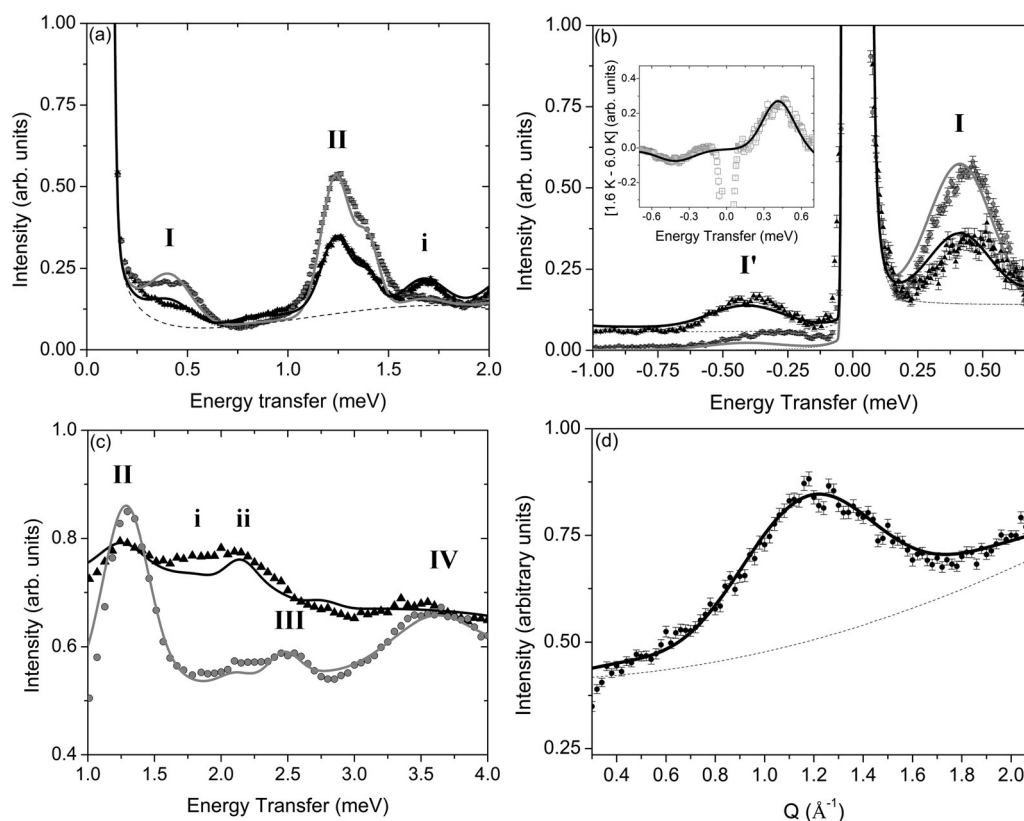 (a)
1.00
0.75
0.50
0.25
0.00
Intensity (arb. units)
I
II
i
0.0 0.5 1.0 1.5 2.0
Energy transfer (meV)
(b)
1.00
0.75
0.50
0.25
0.00
Intensity (arb. units)
[1.6 K - 6.0 K] (arb. units)
0.4
0.2
0.0
-0.2
-0.6 -0.3 0.0 0.3 0.6
Energy Transfer (meV)
I
I'
-1.00 -0.75 -0.50 -0.25 0.00 0.25 0.50
Energy Transfer (meV)
(c)
1.0
0.8
0.6
0.4
Intensity (arb. units)
II
i
ii
III
IV
1.0 1.5 2.0 2.5 3.0 3.5 4.0
Energy Transfer (meV)
(d)
1.00
0.75
0.50
0.25
Intensity (arbitrary units)
0.4 0.6 0.8 1.0 1.2 1.4 1.6 1.8 2.0
Q (Å⁻¹)